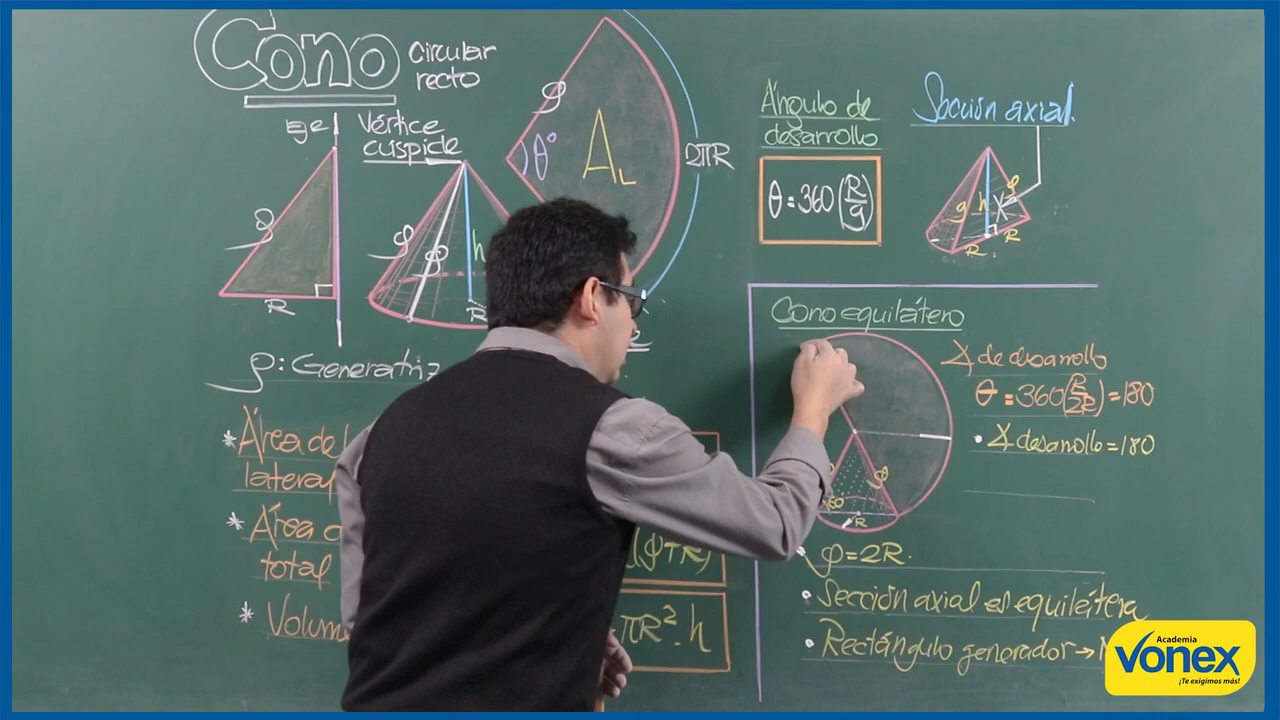 Cono
Circular
recto
eje
Vértice
cúspide
g
θ°
A_L
2πR
g
R
g
g
h
R
g: Generatriz
* Área
lateral
* Área
total
(g+R)
* Volum
πR².h
Ángulo de
desarrollo
θ=360(R/g)
Sección axial
g
h
g
R
R
Cono equilátero
∡ de desarrollo
θ=360(R/2R)=180
• ∡ desarrollo=180
g
60
R
• g=2R.
• Sección axial es equilátera
• Rectángulo generador →
Academia
Vonex
¡Te exigimos más!